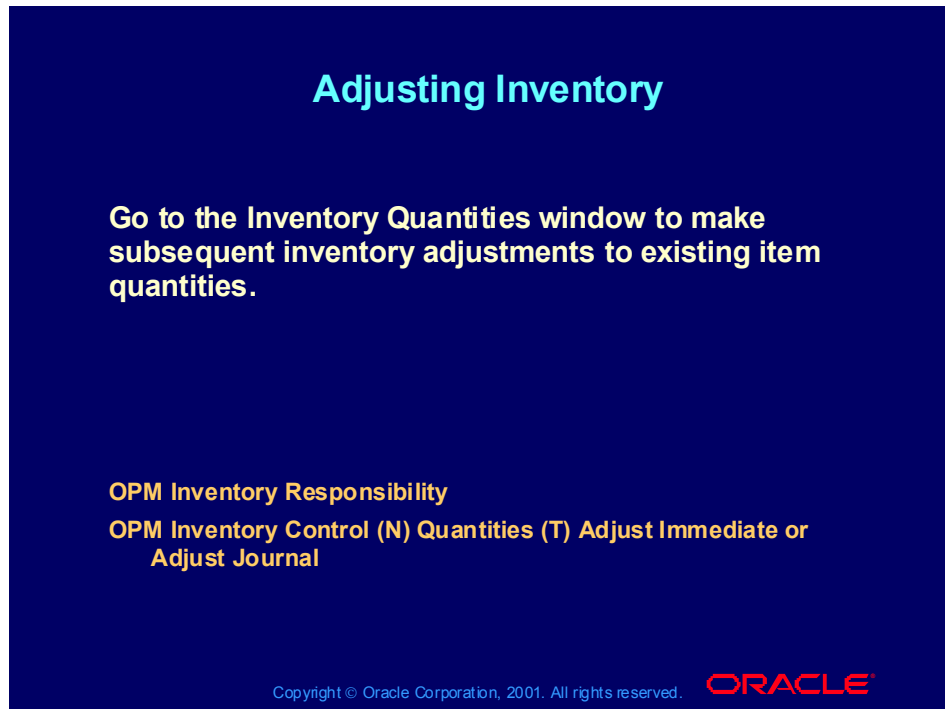 Adjusting Inventory
Go to the Inventory Quantities window to make
subsequent inventory adjustments to existing item
quantities.
OPM Inventory Responsibility
OPM Inventory Control (N) Quantities (T) Adjust Immediate or
Adjust Journal
Copyright © Oracle Corporation, 2001. All rights reserved.
ORACLE®